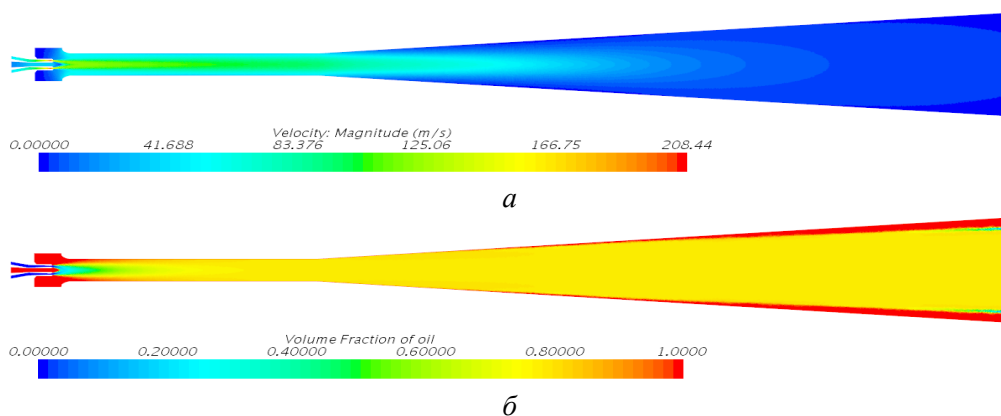 Velocity: Magnitude (m/s)
0.00000 41.688 83.376 125.06 166.75 208.44
а
Volume Fraction of oil
0.00000 0.20000 0.40000 0.60000 0.80000 1.0000
б